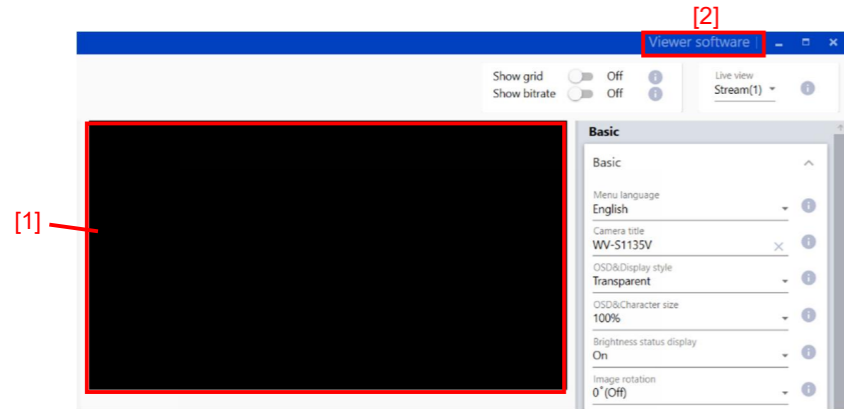 [2]
Viewer software
Show grid Off
Show bitrate Off
Live view
Stream(1)
[1]
Basic
Basic
Menu language
English
Camera title
WV-S1135V
OSD&Display style
Transparent
OSD&Character size
100%
Brightness status display
On
Image rotation
0°(Off)